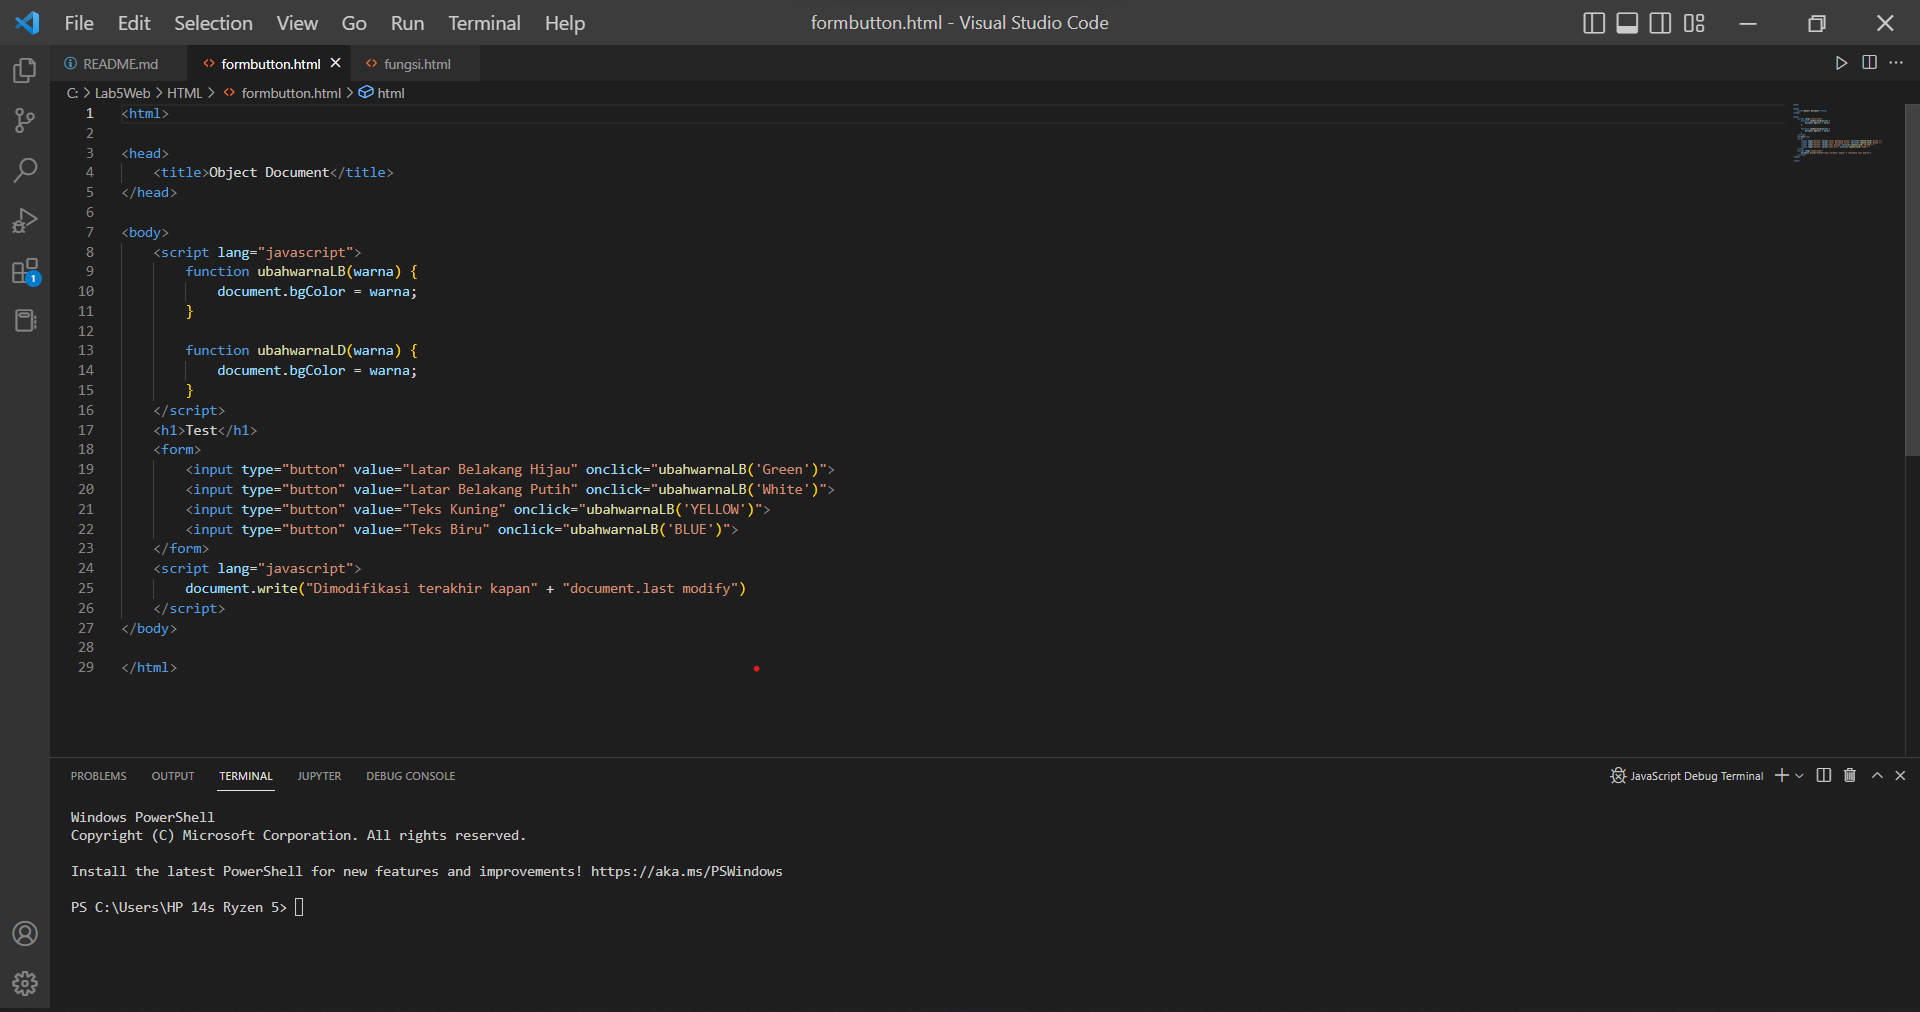 File Edit Selection View Go Run Terminal Help formbutton.html - Visual Studio Code
README.md formbutton.html fungsi.html
C: > Lab5Web > HTML > formbutton.html > html
1 <html>
2
3 <head>
4 <title>Object Document</title>
5 </head>
6
7 <body>
8 <script lang="javascript">
9 function ubahwarnaLB(warna) {
10 document.bgColor = warna;
11 }
12
13 function ubahwarnaLD(warna) {
14 document.bgColor = warna;
15 }
16 </script>
17 <h1>Test</h1>
18 <form>
19 <input type="button" value="Latar Belakang Hijau" onclick="ubahwarnaLB('Green')">
20 <input type="button" value="Latar Belakang Putih" onclick="ubahwarnaLB('White')">
21 <input type="button" value="Teks Kuning" onclick="ubahwarnaLB('YELLOW')">
22 <input type="button" value="Teks Biru" onclick="ubahwarnaLB('BLUE')">
23 </form>
24 <script lang="javascript">
25 document.write("Dimodifikasi terakhir kapan" + "document.last modify")
26 </script>
27 </body>
28
29 </html>
1
PROBLEMS OUTPUT TERMINAL JUPYTER DEBUG CONSOLE JavaScript Debug Terminal
Windows PowerShell
Copyright (C) Microsoft Corporation. All rights reserved.
Install the latest PowerShell for new features and improvements! https://aka.ms/PSWindows
PS C:\Users\HP 14s Ryzen 5>